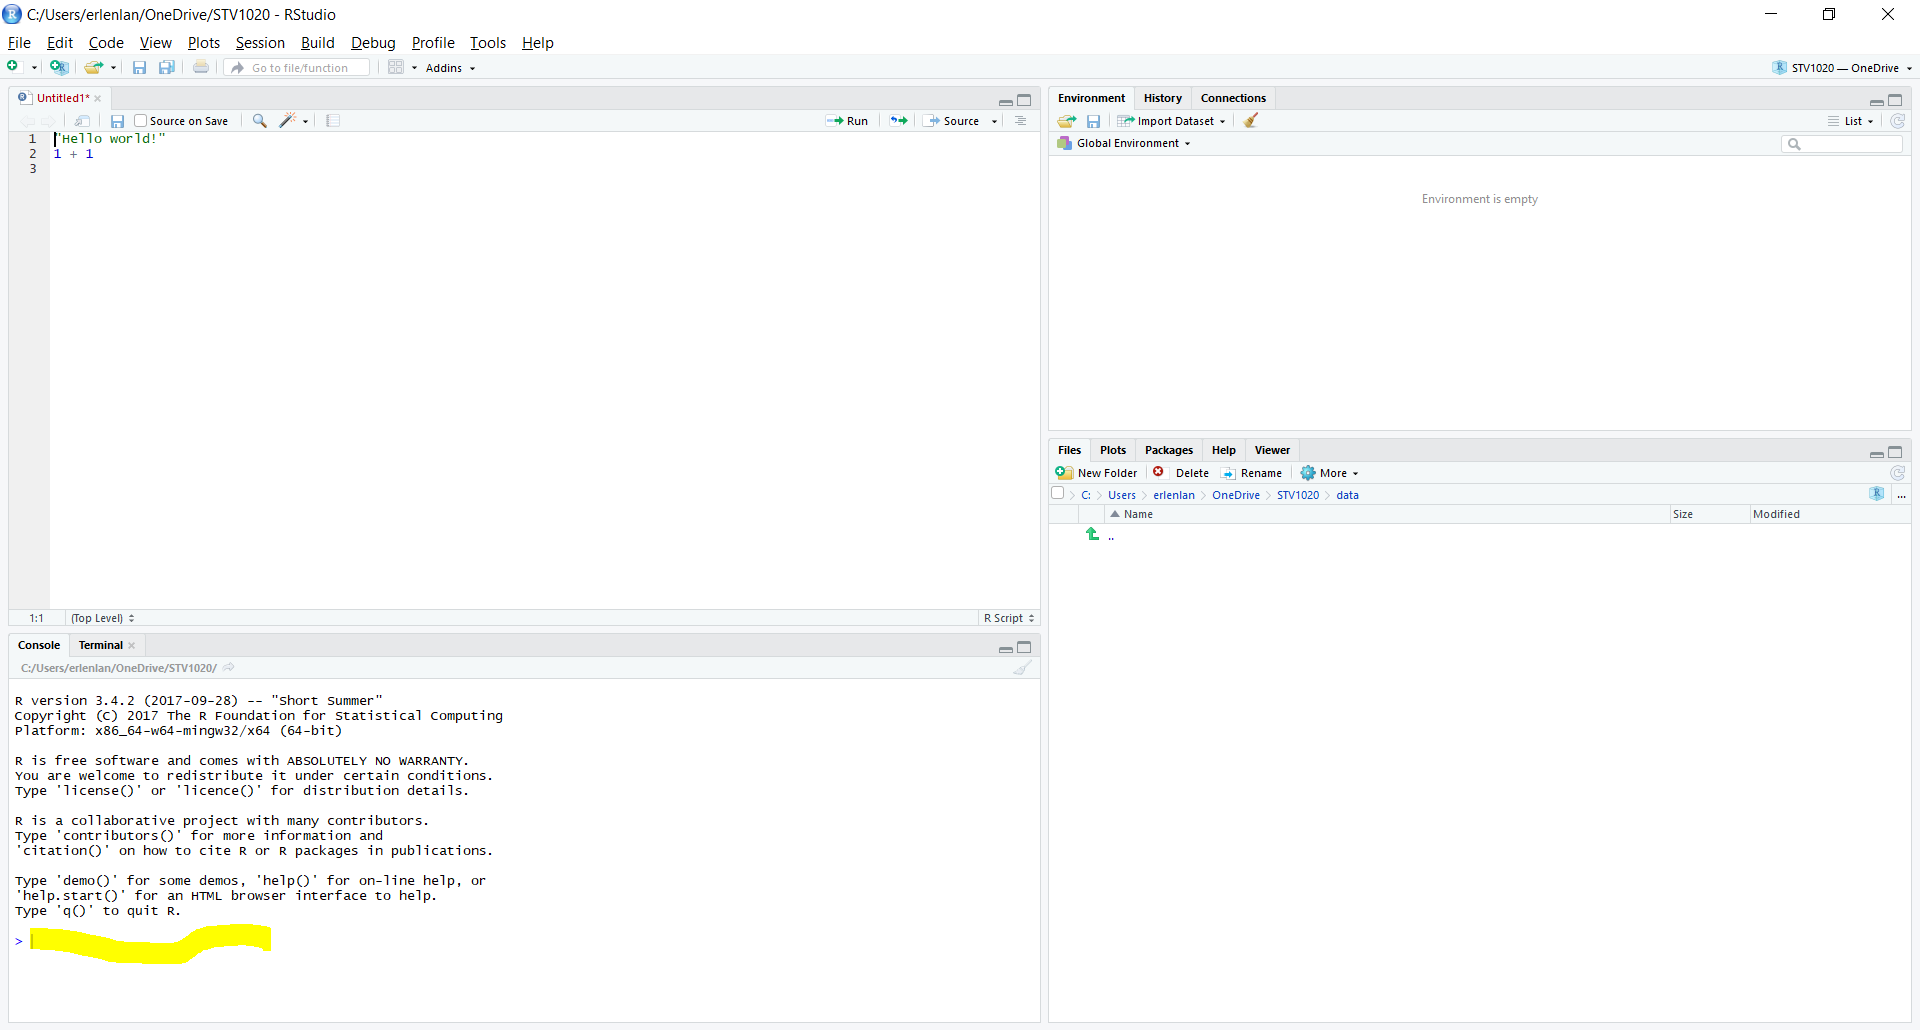 C:/Users/erlenlan/OneDrive/STV1020 - RStudio
File Edit Code View Plots Session Build Debug Profile Tools Help
Go to file/function Addins STV1020 — OneDrive
Untitled1*
Source on Save Run Source
1 "Hello world!"
2 1 + 1
3
1:1 (Top Level) R Script
Console Terminal
C:/Users/erlenlan/OneDrive/STV1020/
R version 3.4.2 (2017-09-28) -- "Short Summer"
Copyright (C) 2017 The R Foundation for Statistical Computing
Platform: x86_64-w64-mingw32/x64 (64-bit)
R is free software and comes with ABSOLUTELY NO WARRANTY.
You are welcome to redistribute it under certain conditions.
Type 'license()' or 'licence()' for distribution details.
R is a collaborative project with many contributors.
Type 'contributors()' for more information and
'citation()' on how to cite R or R packages in publications.
Type 'demo()' for some demos, 'help()' for on-line help, or
'help.start()' for an HTML browser interface to help.
Type 'q()' to quit R.
>
Environment History Connections
Import Dataset List
Global Environment
Environment is empty
Files Plots Packages Help Viewer
New Folder Delete Rename More
C: Users erlenlan OneDrive STV1020 data ...
Name Size Modified
..